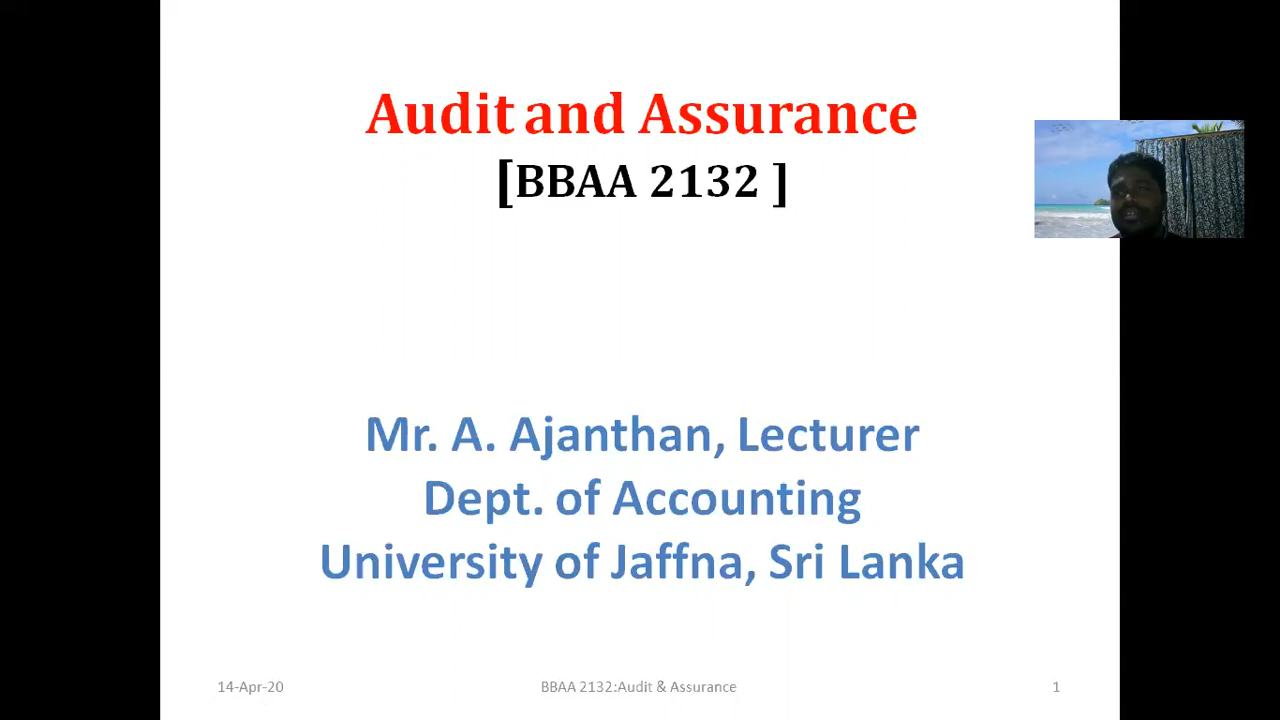 Audit and Assurance
[BBAA 2132 ]
Mr. A. Ajanthan, Lecturer
Dept. of Accounting
University of Jaffna, Sri Lanka
14-Apr-20
BBAA 2132:Audit & Assurance
1